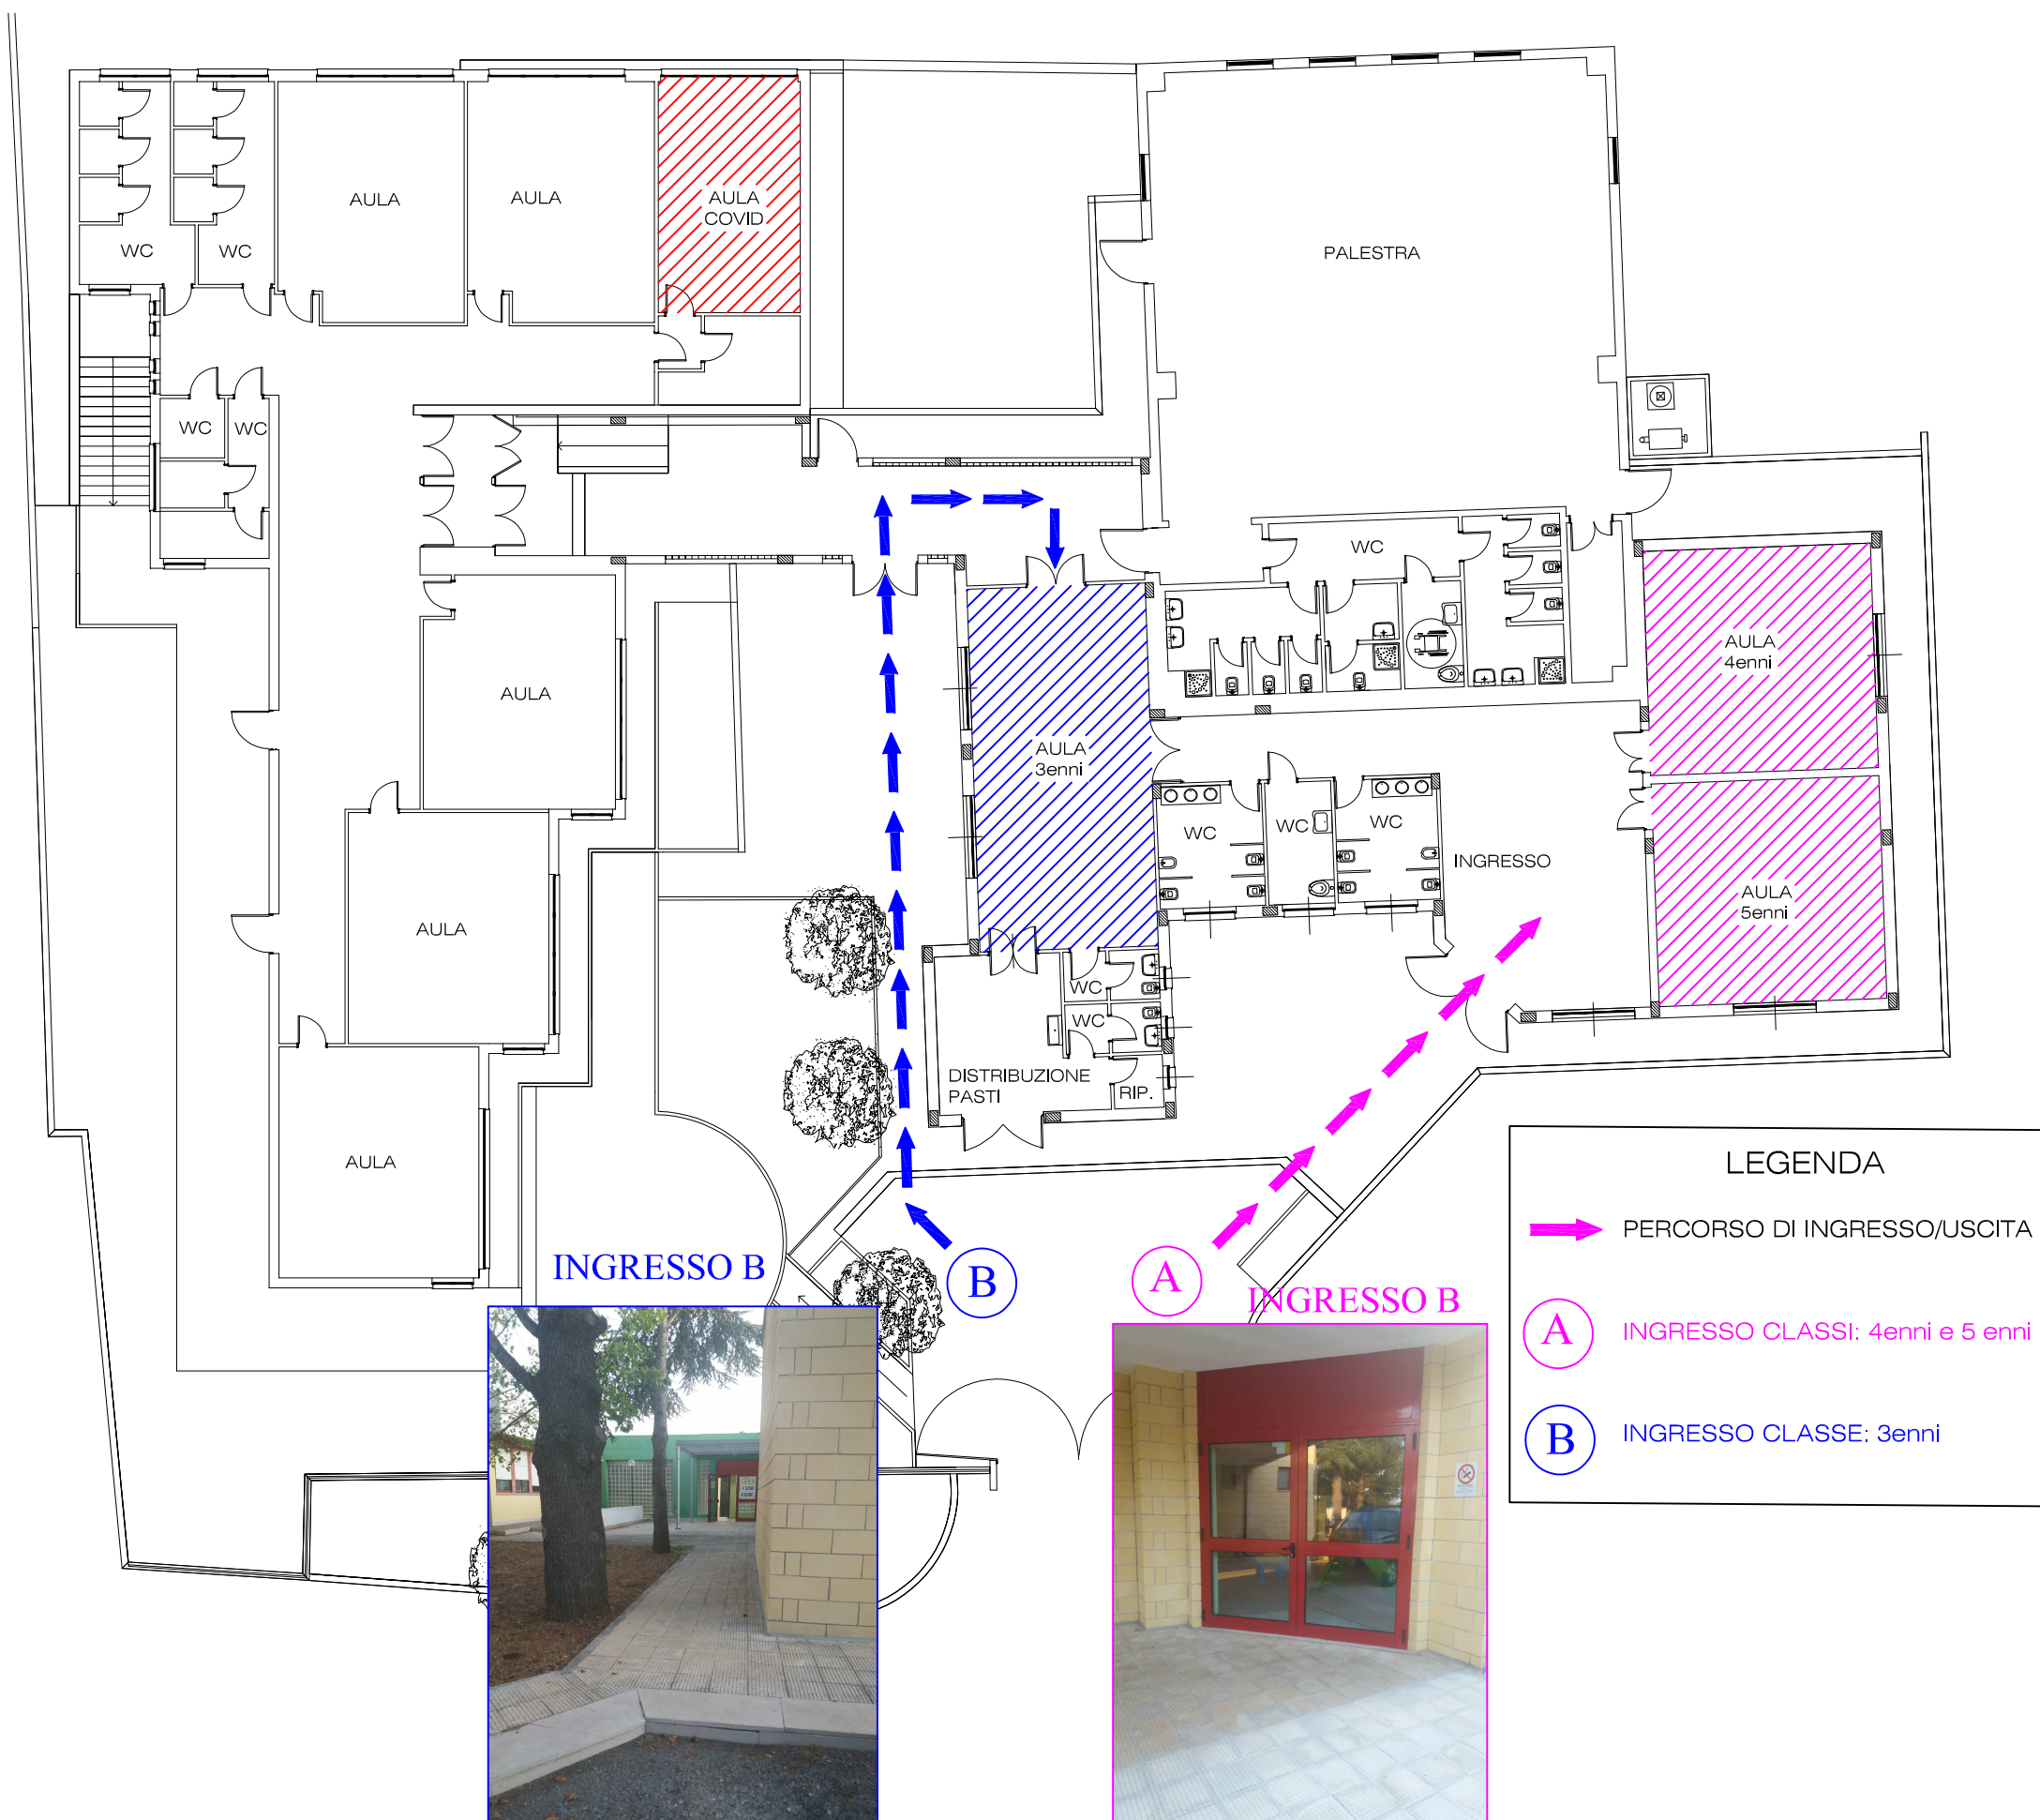 AULA
AULA
AULA
COVID
WC
WC
PALESTRA
WC
WC
WC
AULA
AULA
4enni
AULA
3enni
WC
WC
WC
INGRESSO
AULA
5enni
AULA
WC
WC
DISTRIBUZIONE
PASTI
RIP.
AULA
INGRESSO B
B
A
INGRESSO B
LEGENDA
PERCORSO DI INGRESSO/USCITA
A
INGRESSO CLASSI: 4enni e 5 enni
B
INGRESSO CLASSE: 3enni